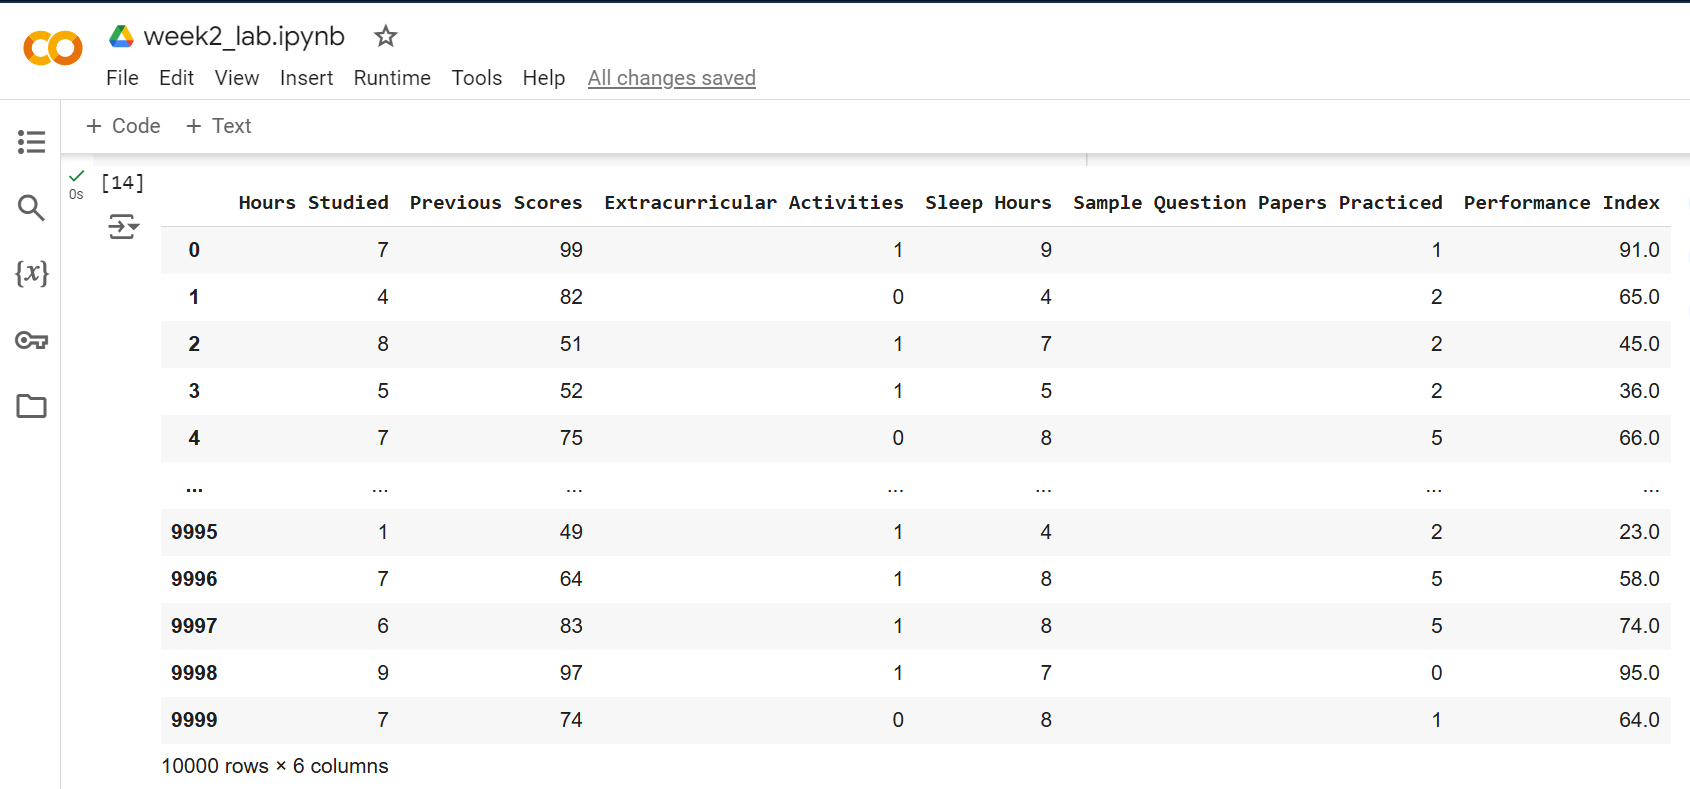 week2_lab.ipynb
File Edit View Insert Runtime Tools Help All changes saved
+ Code + Text
[14]
0s
Hours Studied Previous Scores Extracurricular Activities Sleep Hours Sample Question Papers Practiced Performance Index
0 7 99 1 9 1 91.0
1 4 82 0 4 2 65.0
2 8 51 1 7 2 45.0
3 5 52 1 5 2 36.0
4 7 75 0 8 5 66.0
... ... ... ... ... ... ...
9995 1 49 1 4 2 23.0
9996 7 64 1 8 5 58.0
9997 6 83 1 8 5 74.0
9998 9 97 1 7 0 95.0
9999 7 74 0 8 1 64.0
10000 rows × 6 columns